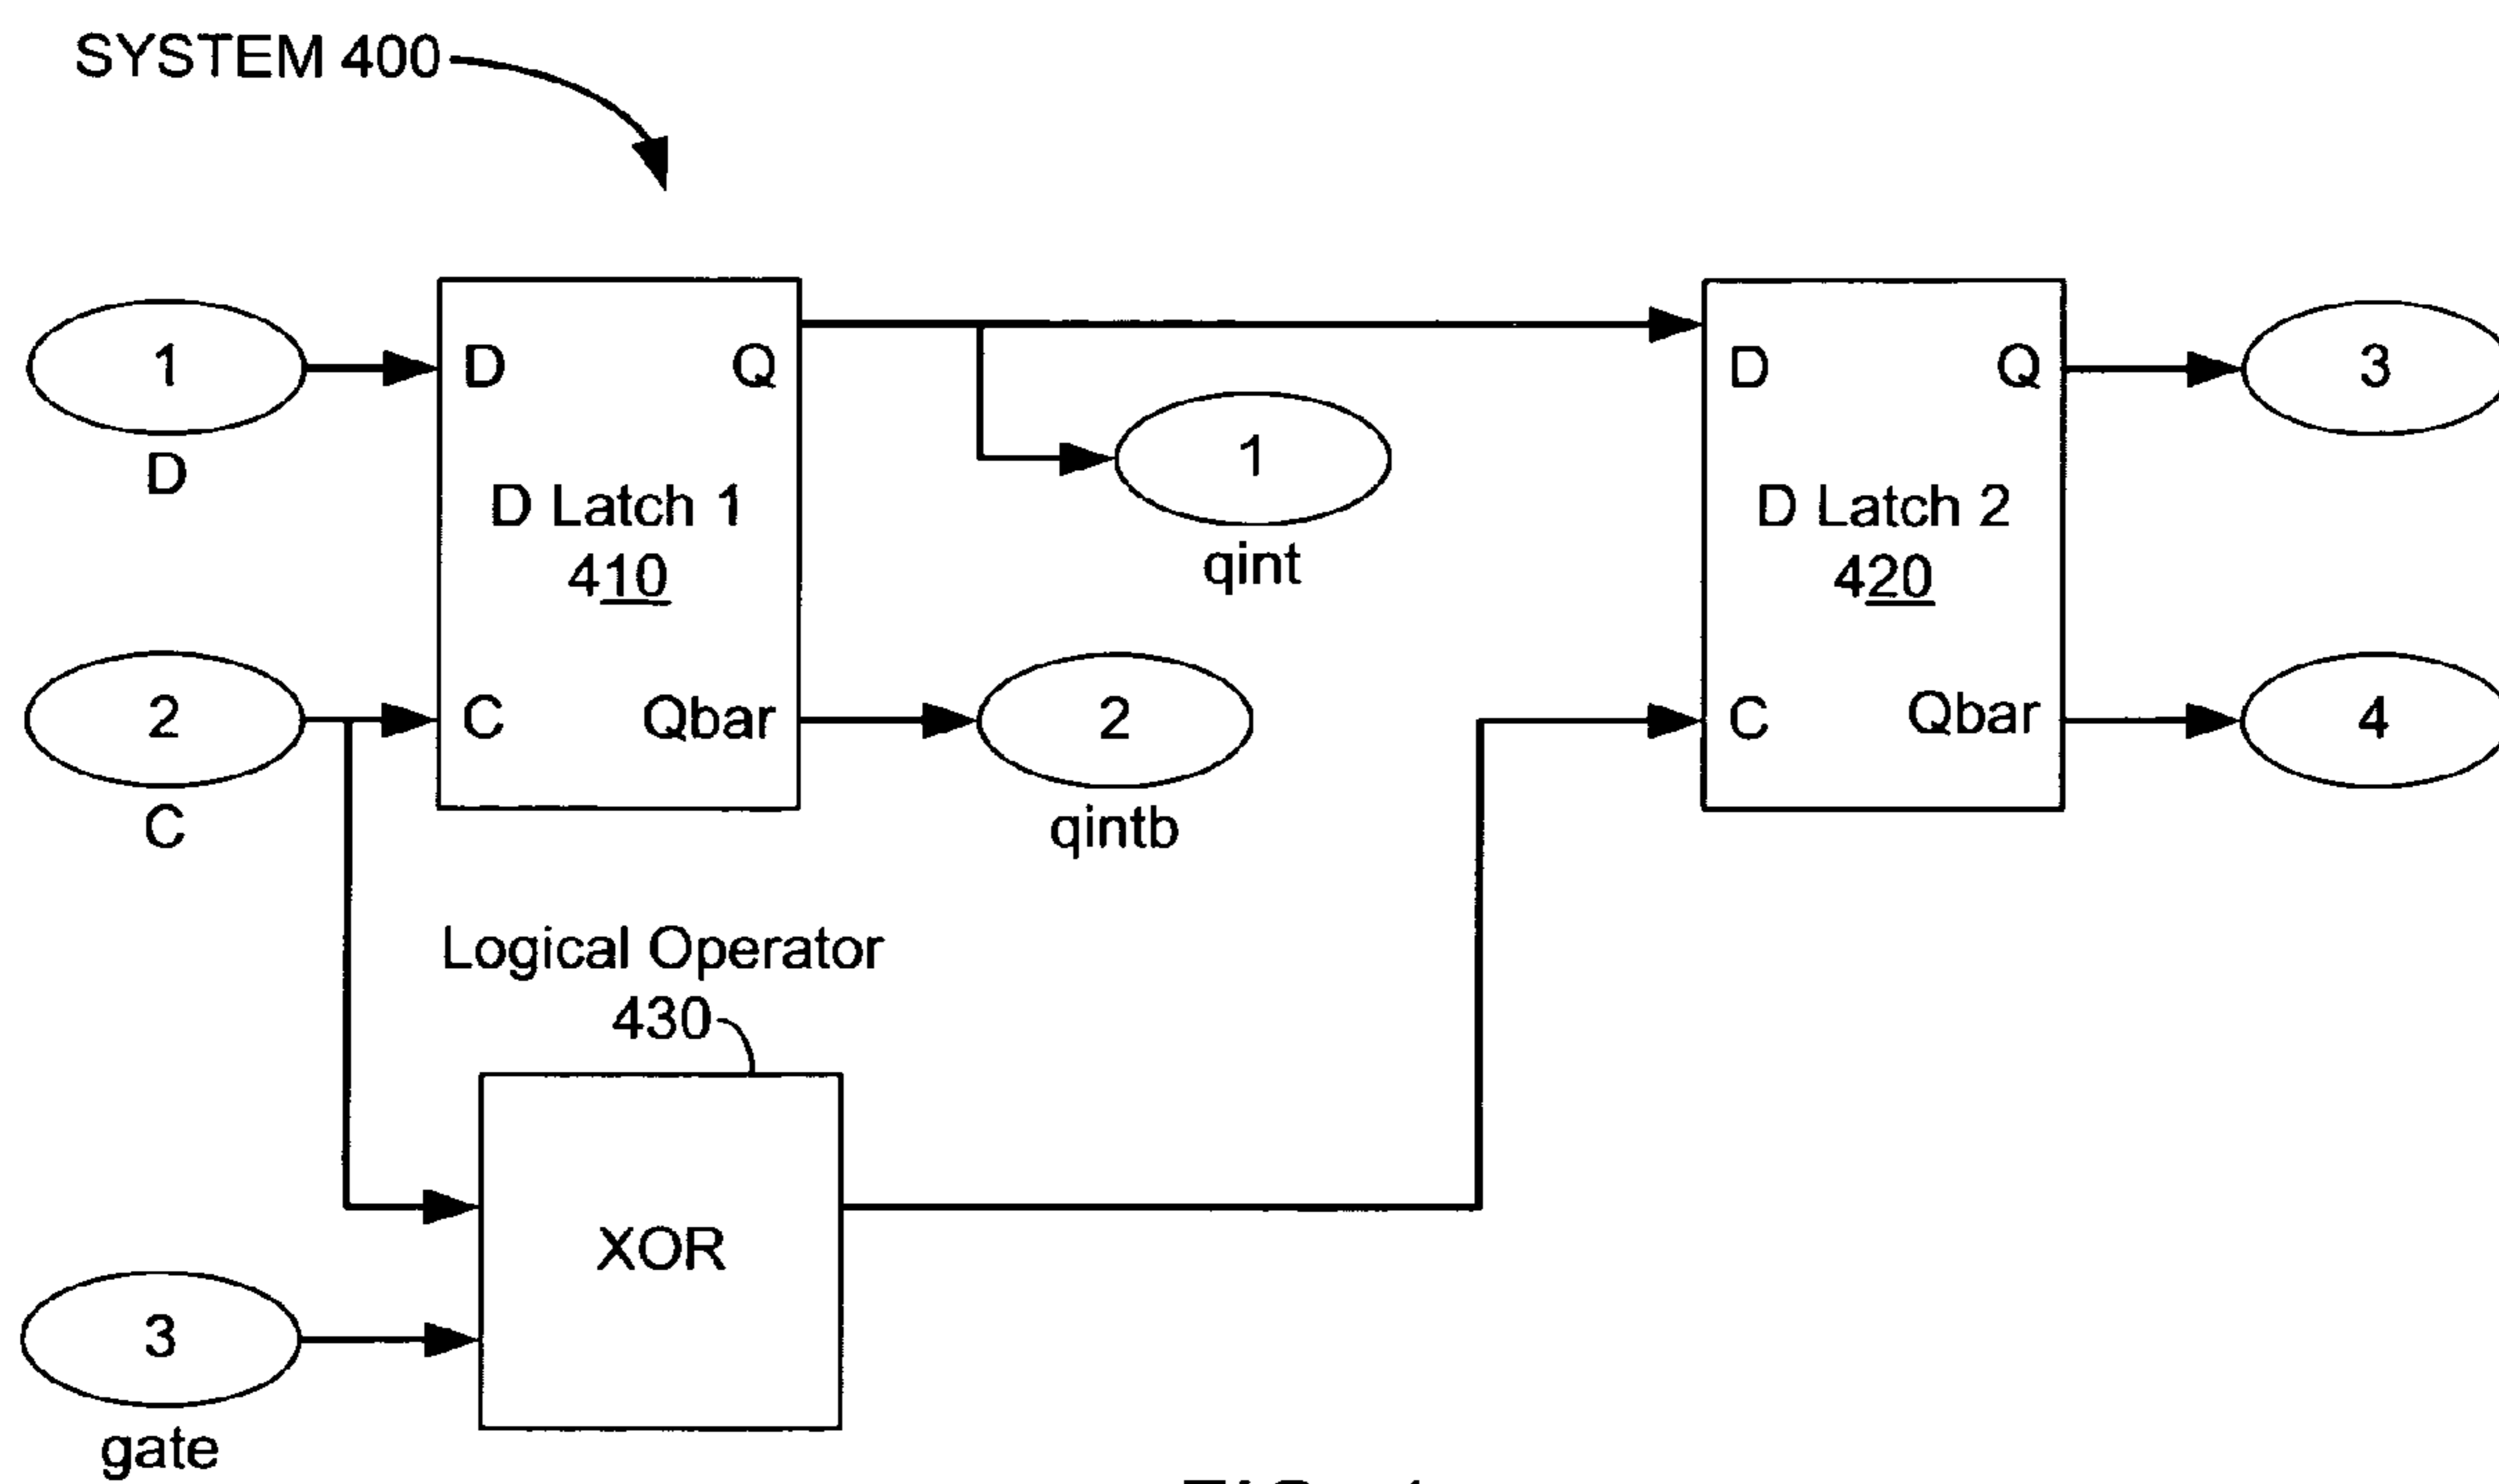 SYSTEM 400
1
D
D
Q
D Latch 1
410
C
Qbar
2
C
1
qint
2
qintb
D
Q
D Latch 2
420
C
Qbar
3
4
Logical Operator
430
XOR
3
gate